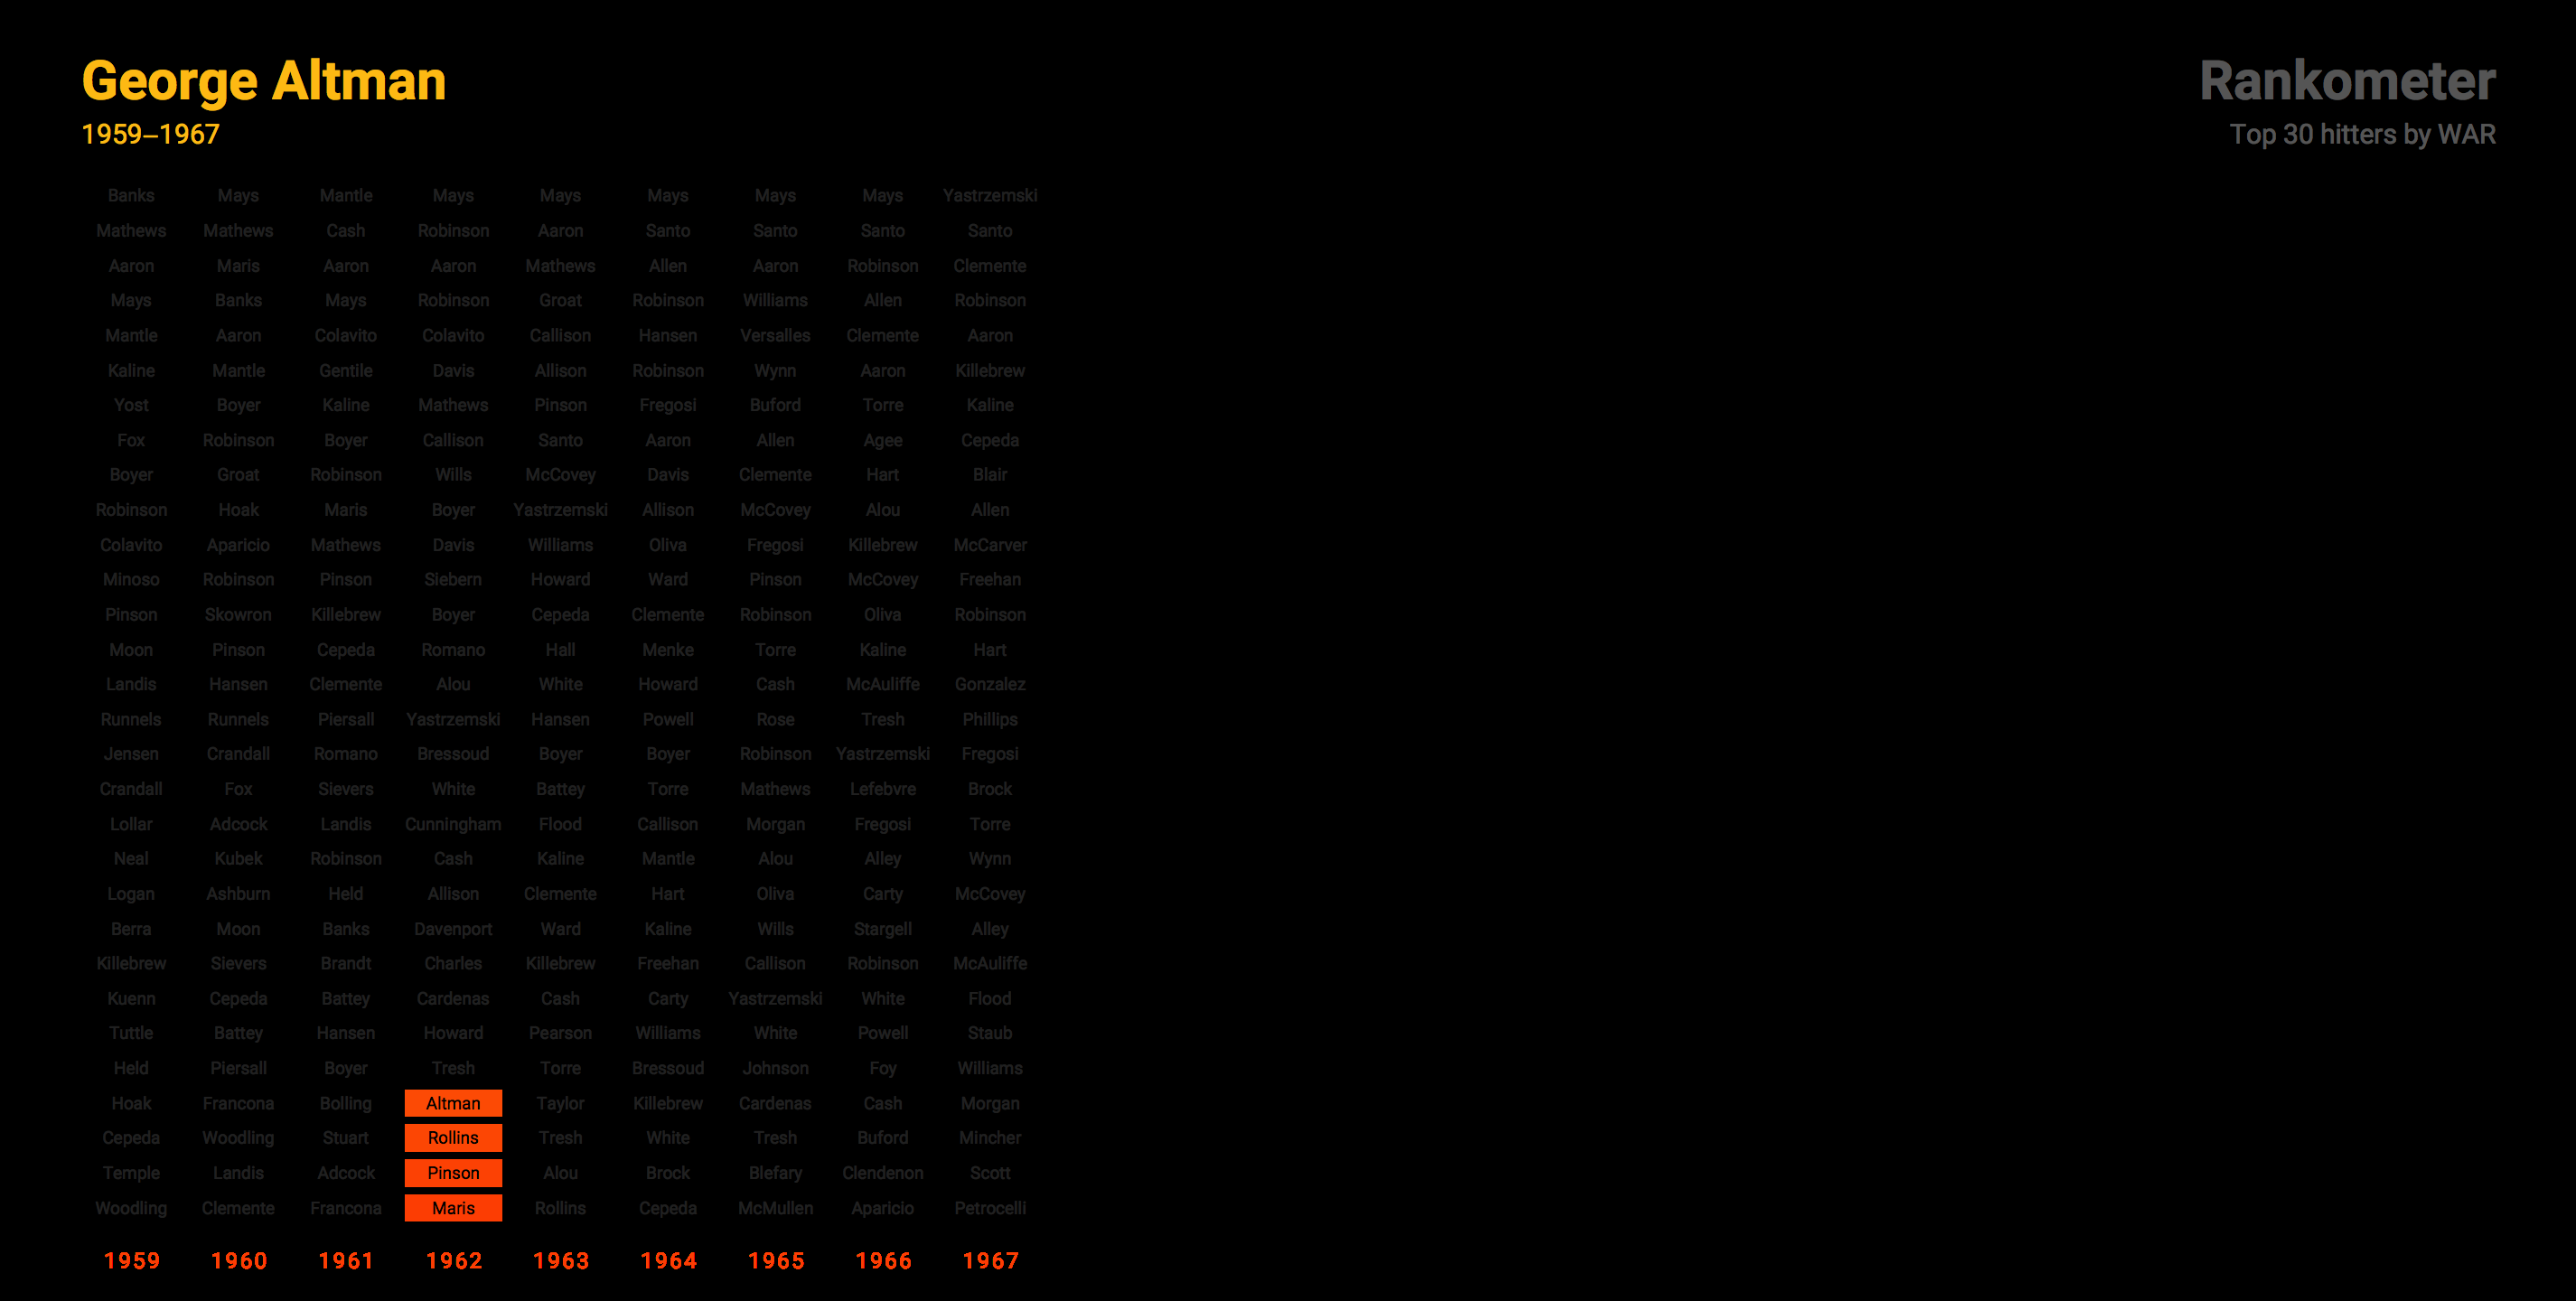 George Altman
1959–1967
Rankometer
Top 30 hitters by WAR
Banks Mays Mantle Mays Mays Mays Mays Mays Yastrzemski
Mathews Mathews Cash Robinson Aaron Santo Santo Santo Santo
Aaron Maris Aaron Aaron Mathews Allen Aaron Robinson Clemente
Mays Banks Mays Robinson Groat Robinson Williams Allen Robinson
Mantle Aaron Colavito Colavito Callison Hansen Versalles Clemente Aaron
Kaline Mantle Gentile Davis Allison Robinson Wynn Aaron Killebrew
Yost Boyer Kaline Mathews Pinson Fregosi Buford Torre Kaline
Fox Robinson Boyer Callison Santo Aaron Allen Agee Cepeda
Boyer Groat Robinson Wills McCovey Davis Clemente Hart Blair
Robinson Hoak Maris Boyer Yastrzemski Allison McCovey Alou Allen
Colavito Aparicio Mathews Davis Williams Oliva Fregosi Killebrew McCarver
Minoso Robinson Pinson Siebern Howard Ward Pinson McCovey Freehan
Pinson Skowron Killebrew Boyer Cepeda Clemente Robinson Oliva Robinson
Moon Pinson Cepeda Romano Hall Menke Torre Kaline Hart
Landis Hansen Clemente Alou White Howard Cash McAuliffe Gonzalez
Runnels Runnels Piersall Yastrzemski Hansen Powell Rose Tresh Phillips
Jensen Crandall Romano Bressoud Boyer Boyer Robinson Yastrzemski Fregosi
Crandall Fox Sievers White Battey Torre Mathews Lefebvre Brock
Lollar Adcock Landis Cunningham Flood Callison Morgan Fregosi Torre
Neal Kubek Robinson Cash Kaline Mantle Alou Alley Wynn
Logan Ashburn Held Allison Clemente Hart Oliva Carty McCovey
Berra Moon Banks Davenport Ward Kaline Wills Stargell Alley
Killebrew Sievers Brandt Charles Killebrew Freehan Callison Robinson McAuliffe
Kuenn Cepeda Battey Cardenas Cash Carty Yastrzemski White Flood
Tuttle Battey Hansen Howard Pearson Williams White Powell Staub
Held Piersall Boyer Tresh Torre Bressoud Johnson Foy Williams
Hoak Francona Bolling Altman Taylor Killebrew Cardenas Cash Morgan
Cepeda Woodling Stuart Rollins Tresh White Tresh Buford Mincher
Temple Landis Adcock Pinson Alou Brock Blefary Clendenon Scott
Woodling Clemente Francona Maris Rollins Cepeda McMullen Aparicio Petrocelli
1959 1960 1961 1962 1963 1964 1965 1966 1967